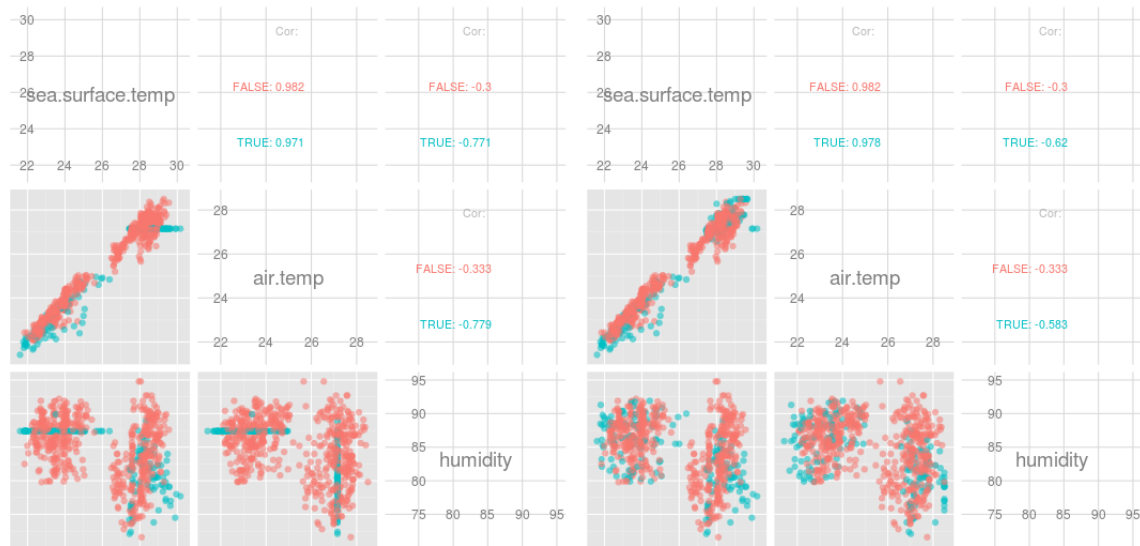 30
28
26
24
22
sea.surface.temp
22 24 26 28 30
Cor:
FALSE: 0.982
TRUE: 0.971
Cor:
FALSE: -0.3
TRUE: -0.771
28
26
24
22
air.temp
22 24 26 28
Cor:
FALSE: -0.333
TRUE: -0.779
95
90
85
80
75
humidity
75 80 85 90 95
30
28
26
24
22
sea.surface.temp
22 24 26 28 30
Cor:
FALSE: 0.982
TRUE: 0.978
Cor:
FALSE: -0.3
TRUE: -0.62
28
26
24
22
air.temp
22 24 26 28
Cor:
FALSE: -0.333
TRUE: -0.583
95
90
85
80
75
humidity
75 80 85 90 95